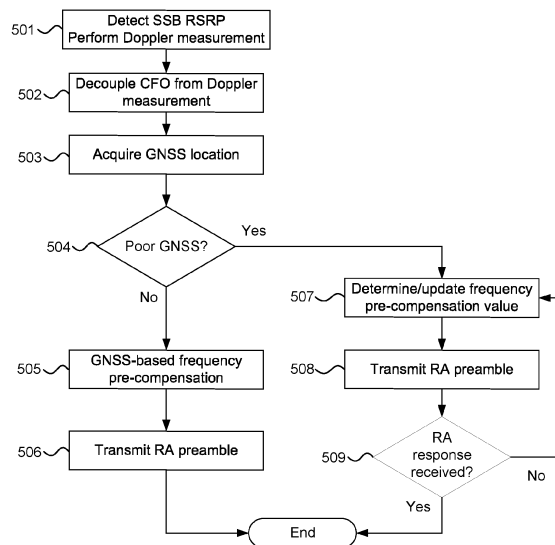 501
Detect SSB RSRP
Perform Doppler measurement
502
Decouple CFO from Doppler
measurement
503
Acquire GNSS location
504
Poor GNSS?
Yes
No
507
Determine/update frequency
pre-compensation value
505
GNSS-based frequency
pre-compensation
508
Transmit RA preamble
506
Transmit RA preamble
509
RA
response
received?
No
Yes
End